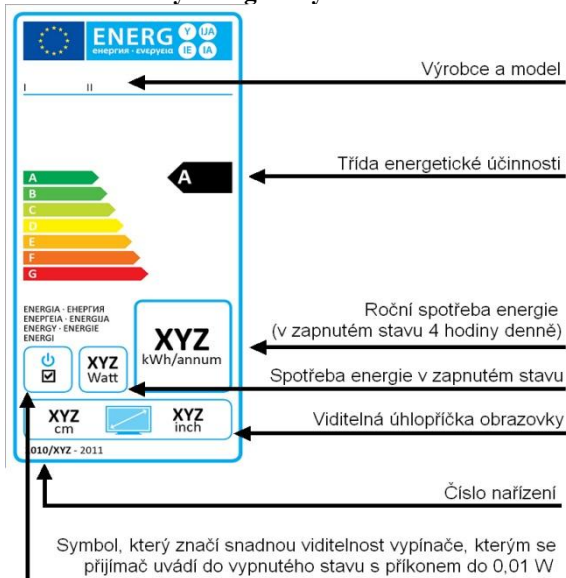 ENERG
Y UA
енергия · ενεργεια
IE IA
I II
Výrobce a model
Třída energetické účinnosti
A
A
B
C
D
E
F
G
ENERGIA · ЕНЕРГИЯ
ΕΝΕΡΓΕΙΑ · ENERGIJA
ENERGY · ENERGIE
ENERGI
XYZ
kWh/annum
Roční spotřeba energie
(v zapnutém stavu 4 hodiny denně)
XYZ
Watt
Spotřeba energie v zapnutém stavu
XYZ
cm
XYZ
inch
Viditelná úhlopříčka obrazovky
010/XYZ - 2011
Číslo nařízení
Symbol, který značí snadnou viditelnost vypínače, kterým se
přijímač uvádí do vypnutého stavu s příkonem do 0,01 W